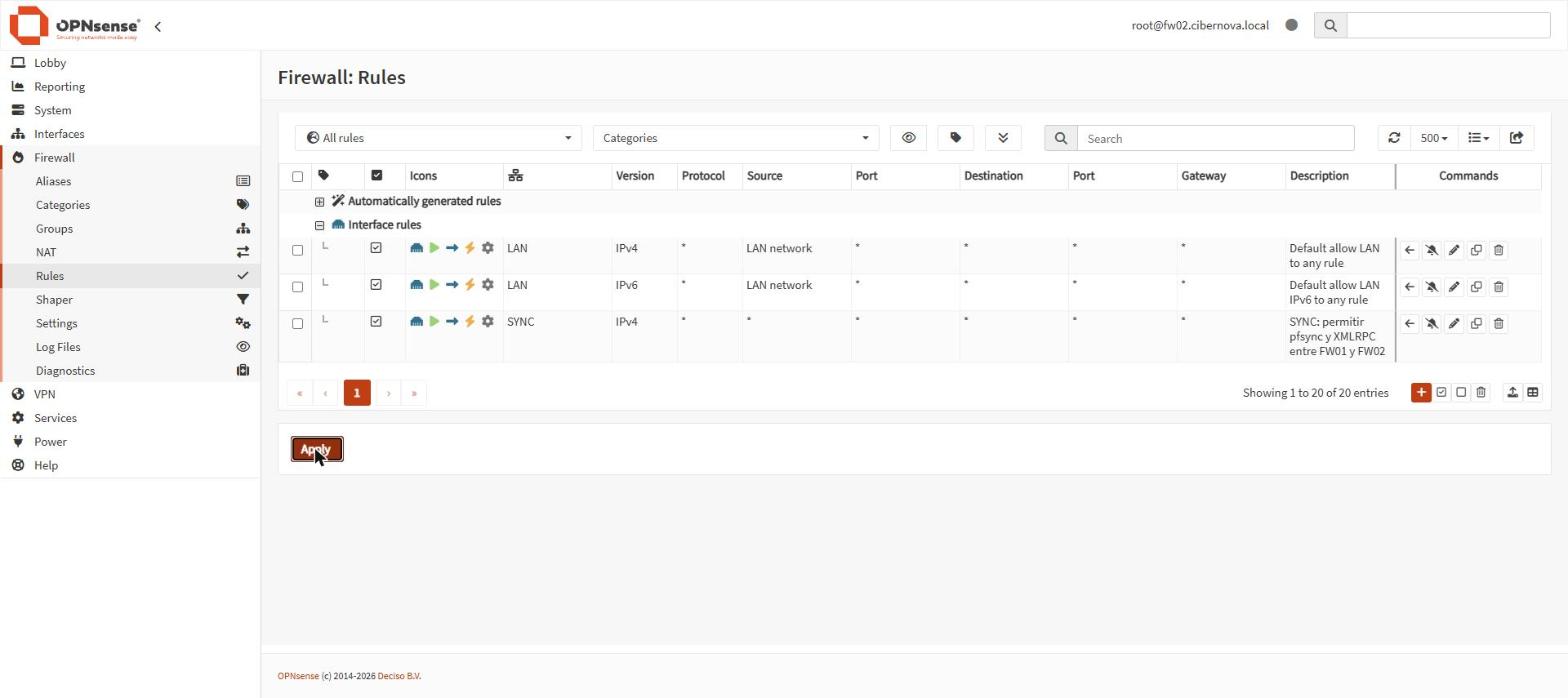 OPNsense®
Securing networks made easy
root@fw02.cibernova.local
Lobby
Reporting
System
Interfaces
Firewall
Aliases
Categories
Groups
NAT
Rules
Shaper
Settings
Log Files
Diagnostics
VPN
Services
Power
Help
Firewall: Rules
All rules
Categories
Search
500
Icons Version Protocol Source Port Destination Port Gateway Description Commands
Automatically generated rules
Interface rules
LAN IPv4 * LAN network * * * * Default allow LAN
to any rule
LAN IPv6 * LAN network * * * * Default allow LAN
IPv6 to any rule
SYNC IPv4 * * * * * * SYNC: permitir
pfsync y XMLRPC
entre FW01 y FW02
« ‹ 1 › »
Showing 1 to 20 of 20 entries
Apply
OPNsense (c) 2014-2026 Deciso B.V.